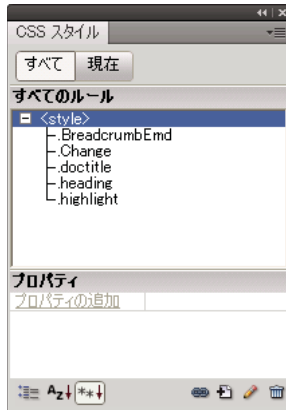 CSS スタイル
すべて 現在
すべてのルール
<style>
.BreadcrumbEmd
.Change
.doctitle
.heading
.highlight
プロパティ
プロパティの追加
AZ↓ **↓